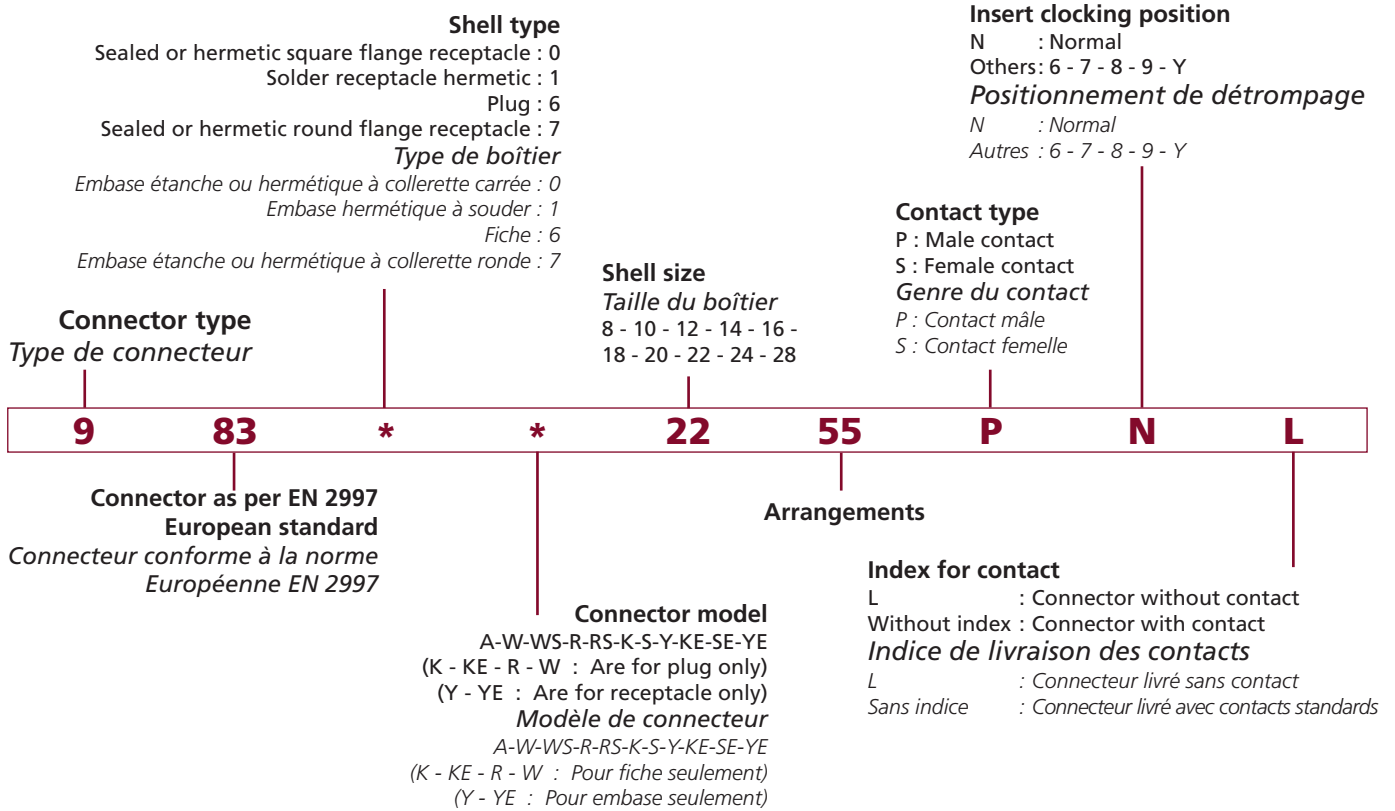 Shell type
Sealed or hermetic square flange receptacle : 0
Solder receptacle hermetic : 1
Plug : 6
Sealed or hermetic round flange receptacle : 7
Type de boîtier
Embase étanche ou hermétique à collerette carrée : 0
Embase hermétique à souder : 1
Fiche : 6
Embase étanche ou hermétique à collerette ronde : 7
Insert clocking position
N : Normal
Others: 6 - 7 - 8 - 9 - Y
Positionnement de détrompage
N : Normal
Autres : 6 - 7 - 8 - 9 - Y
Connector type
Type de connecteur
Shell size
Taille du boîtier
8 - 10 - 12 - 14 - 16 -
18 - 20 - 22 - 24 - 28
Contact type
P : Male contact
S : Female contact
Genre du contact
P : Contact mâle
S : Contact femelle
9 83 * * 22 55 P N L
Connector as per EN 2997
European standard
Connecteur conforme à la norme
Européenne EN 2997
Connector model
A-W-WS-R-RS-K-S-Y-KE-SE-YE
(K - KE - R - W : Are for plug only)
(Y - YE : Are for receptacle only)
Modèle de connecteur
A-W-WS-R-RS-K-S-Y-KE-SE-YE
(K - KE - R - W : Pour fiche seulement)
(Y - YE : Pour embase seulement)
Arrangements
Index for contact
L : Connector without contact
Without index : Connector with contact
Indice de livraison des contacts
L : Connecteur livré sans contact
Sans indice : Connecteur livré avec contacts standards